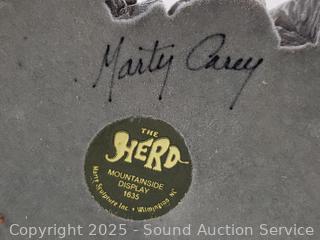 Marty Carey
THE
HERD
MOUNTAINSIDE
DISPLAY
1635
Marty Sculpture Inc. • Wilmington, NC
Copyright 2025 - Sound Auction Service